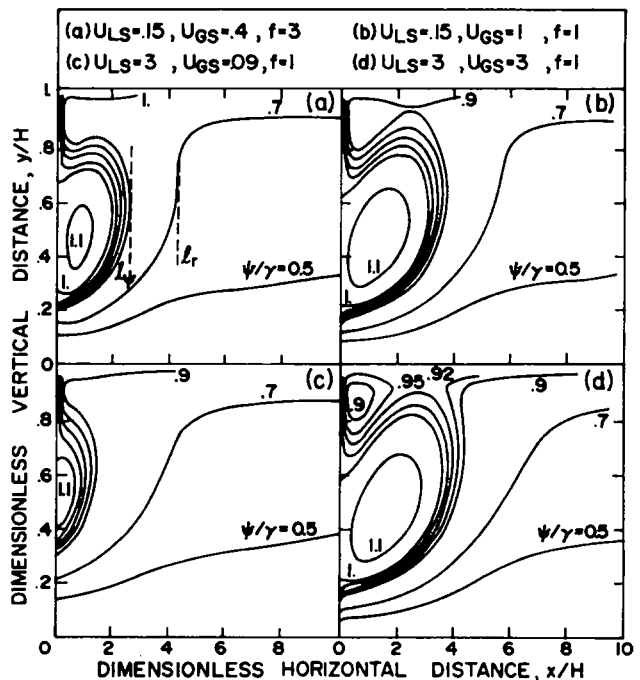 (a) U_LS=.15, U_GS=.4, f=3 (b) U_LS=.15, U_GS=1, f=1
(c) U_LS=3, U_GS=.09, f=1 (d) U_LS=3, U_GS=3, f=1
DIMENSIONLESS VERTICAL DISTANCE, y/H
1
.8
.6
.4
.2
0
1.
.7
(a)
1.1
1.
ℓ_ψ
ℓ_r
ψ/γ=0.5
.9
.7
(b)
1.1
1.
ψ/γ=0.5
.8
.6
.4
.2
.9
.7
(c)
1.1
ψ/γ=0.5
.9
.95
.92
.9
.7
(d)
1.1
1.
ψ/γ=0.5
0 2 4 6 8 0 2 4 6 8 10
DIMENSIONLESS HORIZONTAL DISTANCE, x/H